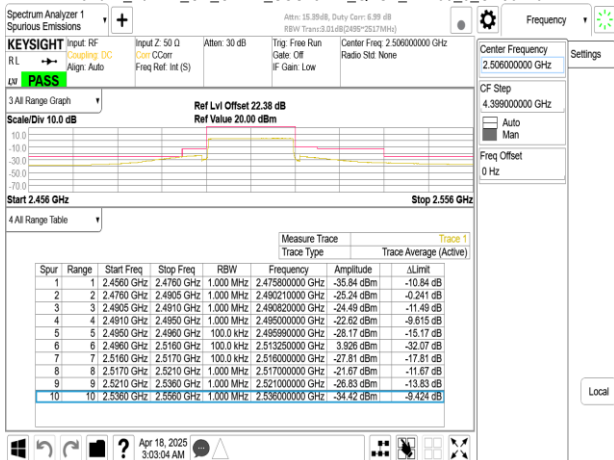 Spectrum Analyzer 1
Spurious Emissions
Attn: 15.39dB, Duty Corr: 6.99 dB
RBW Trans:3.01dB(2495~2517MHz)
Frequency
KEYSIGHT
Input: RF
Input Z: 50 Ω
Atten: 30 dB
Trig: Free Run
Center Freq: 2.506000000 GHz
RL
Coupling: DC
Corr CCorr
Gate: Off
Radio Std: None
Align: Auto
Freq Ref: Int (S)
IF Gain: Low
LXI
PASS
Center Frequency
2.506000000 GHz
Settings
CF Step
4.399000000 GHz
Auto
Man
Freq Offset
0 Hz
3 All Range Graph
Ref Lvl Offset 22.38 dB
Scale/Div 10.0 dB
Ref Value 20.00 dBm
10.0
-10.0
-30.0
-50.0
-70.0
Start 2.456 GHz
Stop 2.556 GHz
4 All Range Table
Measure Trace Trace 1
Trace Type Trace Average (Active)
Spur Range Start Freq Stop Freq RBW Frequency Amplitude ΔLimit
1 1 2.4560 GHz 2.4760 GHz 1.000 MHz 2.475800000 GHz -35.84 dBm -10.84 dB
2 2 2.4760 GHz 2.4905 GHz 1.000 MHz 2.490210000 GHz -25.24 dBm -0.241 dB
3 3 2.4905 GHz 2.4910 GHz 1.000 MHz 2.490820000 GHz -24.49 dBm -11.49 dB
4 4 2.4910 GHz 2.4950 GHz 1.000 MHz 2.495000000 GHz -22.62 dBm -9.615 dB
5 5 2.4950 GHz 2.4960 GHz 100.0 kHz 2.495990000 GHz -28.17 dBm -15.17 dB
6 6 2.4960 GHz 2.5160 GHz 100.0 kHz 2.513250000 GHz 3.926 dBm -32.07 dB
7 7 2.5160 GHz 2.5170 GHz 100.0 kHz 2.516000000 GHz -27.81 dBm -17.81 dB
8 8 2.5170 GHz 2.5210 GHz 1.000 MHz 2.517000000 GHz -21.67 dBm -11.67 dB
9 9 2.5210 GHz 2.5360 GHz 1.000 MHz 2.521000000 GHz -26.83 dBm -13.83 dB
10 10 2.5360 GHz 2.5560 GHz 1.000 MHz 2.536000000 GHz -34.42 dBm -9.424 dB
Local
Apr 18, 2025
3:03:04 AM